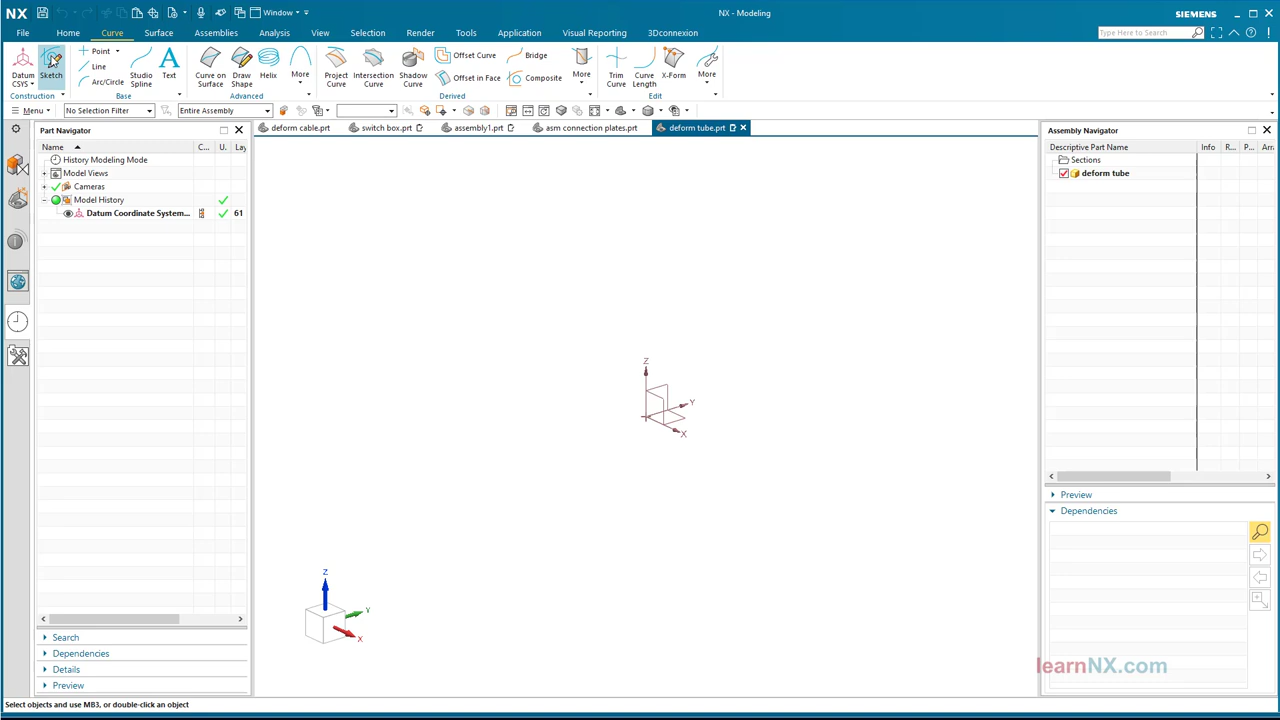 NX
Window
NX - Modeling
SIEMENS
File
Home
Curve
Surface
Assemblies
Analysis
View
Selection
Render
Tools
Application
Visual Reporting
3Dconnexion
Type Here to Search
Datum
CSYS
Sketch
Construction
Point
Line
Arc/Circle
Studio
Spline
Text
Base
Curve on
Surface
Draw
Shape
Helix
More
Advanced
Project
Curve
Intersection
Curve
Shadow
Curve
Offset Curve
Offset in Face
Bridge
Composite
More
Derived
Trim
Curve
Curve
Length
X-Form
More
Edit
Menu
No Selection Filter
Entire Assembly
Part Navigator
deform cable.prt
switch box.prt
assembly1.prt
asm connection plates.prt
deform tube.prt
Assembly Navigator
Name
C...
U.
Lay
History Modeling Mode
Model Views
Cameras
Model History
Datum Coordinate System...
61
Descriptive Part Name
Info
R...
P...
Arra
Sections
deform tube
Z
Y
X
Z
Y
X
Preview
Dependencies
Search
Dependencies
Details
Preview
learnNX.com
Select objects and use MB3, or double-click an object